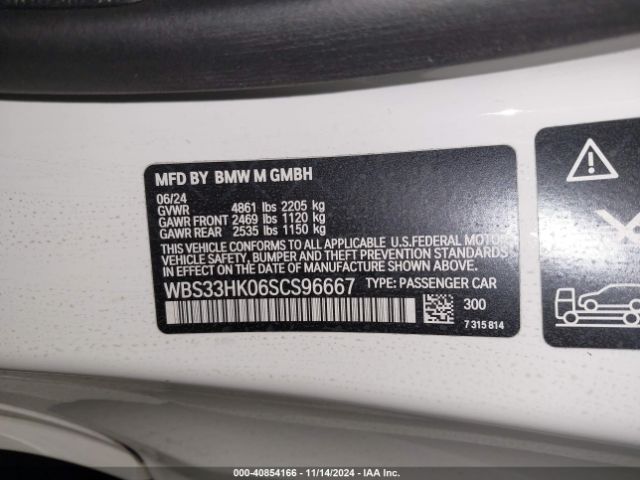 MFD BY BMW M GMBH
06/24
GVWR 4861 lbs 2205 kg
GAWR FRONT 2469 lbs 1120 kg
GAWR REAR 2535 lbs 1150 kg
THIS VEHICLE CONFORMS TO ALL APPLICABLE U.S.FEDERAL MOTOR
VEHICLE SAFETY, BUMPER AND THEFT PREVENTION STANDARDS
IN EFFECT ON THE DATE OF MANUFACTURE SHOWN ABOVE.
WBS33HK06SCS96667 TYPE: PASSENGER CAR
300
7 315 814
000-40854166 - 11/14/2024 - IAA Inc.